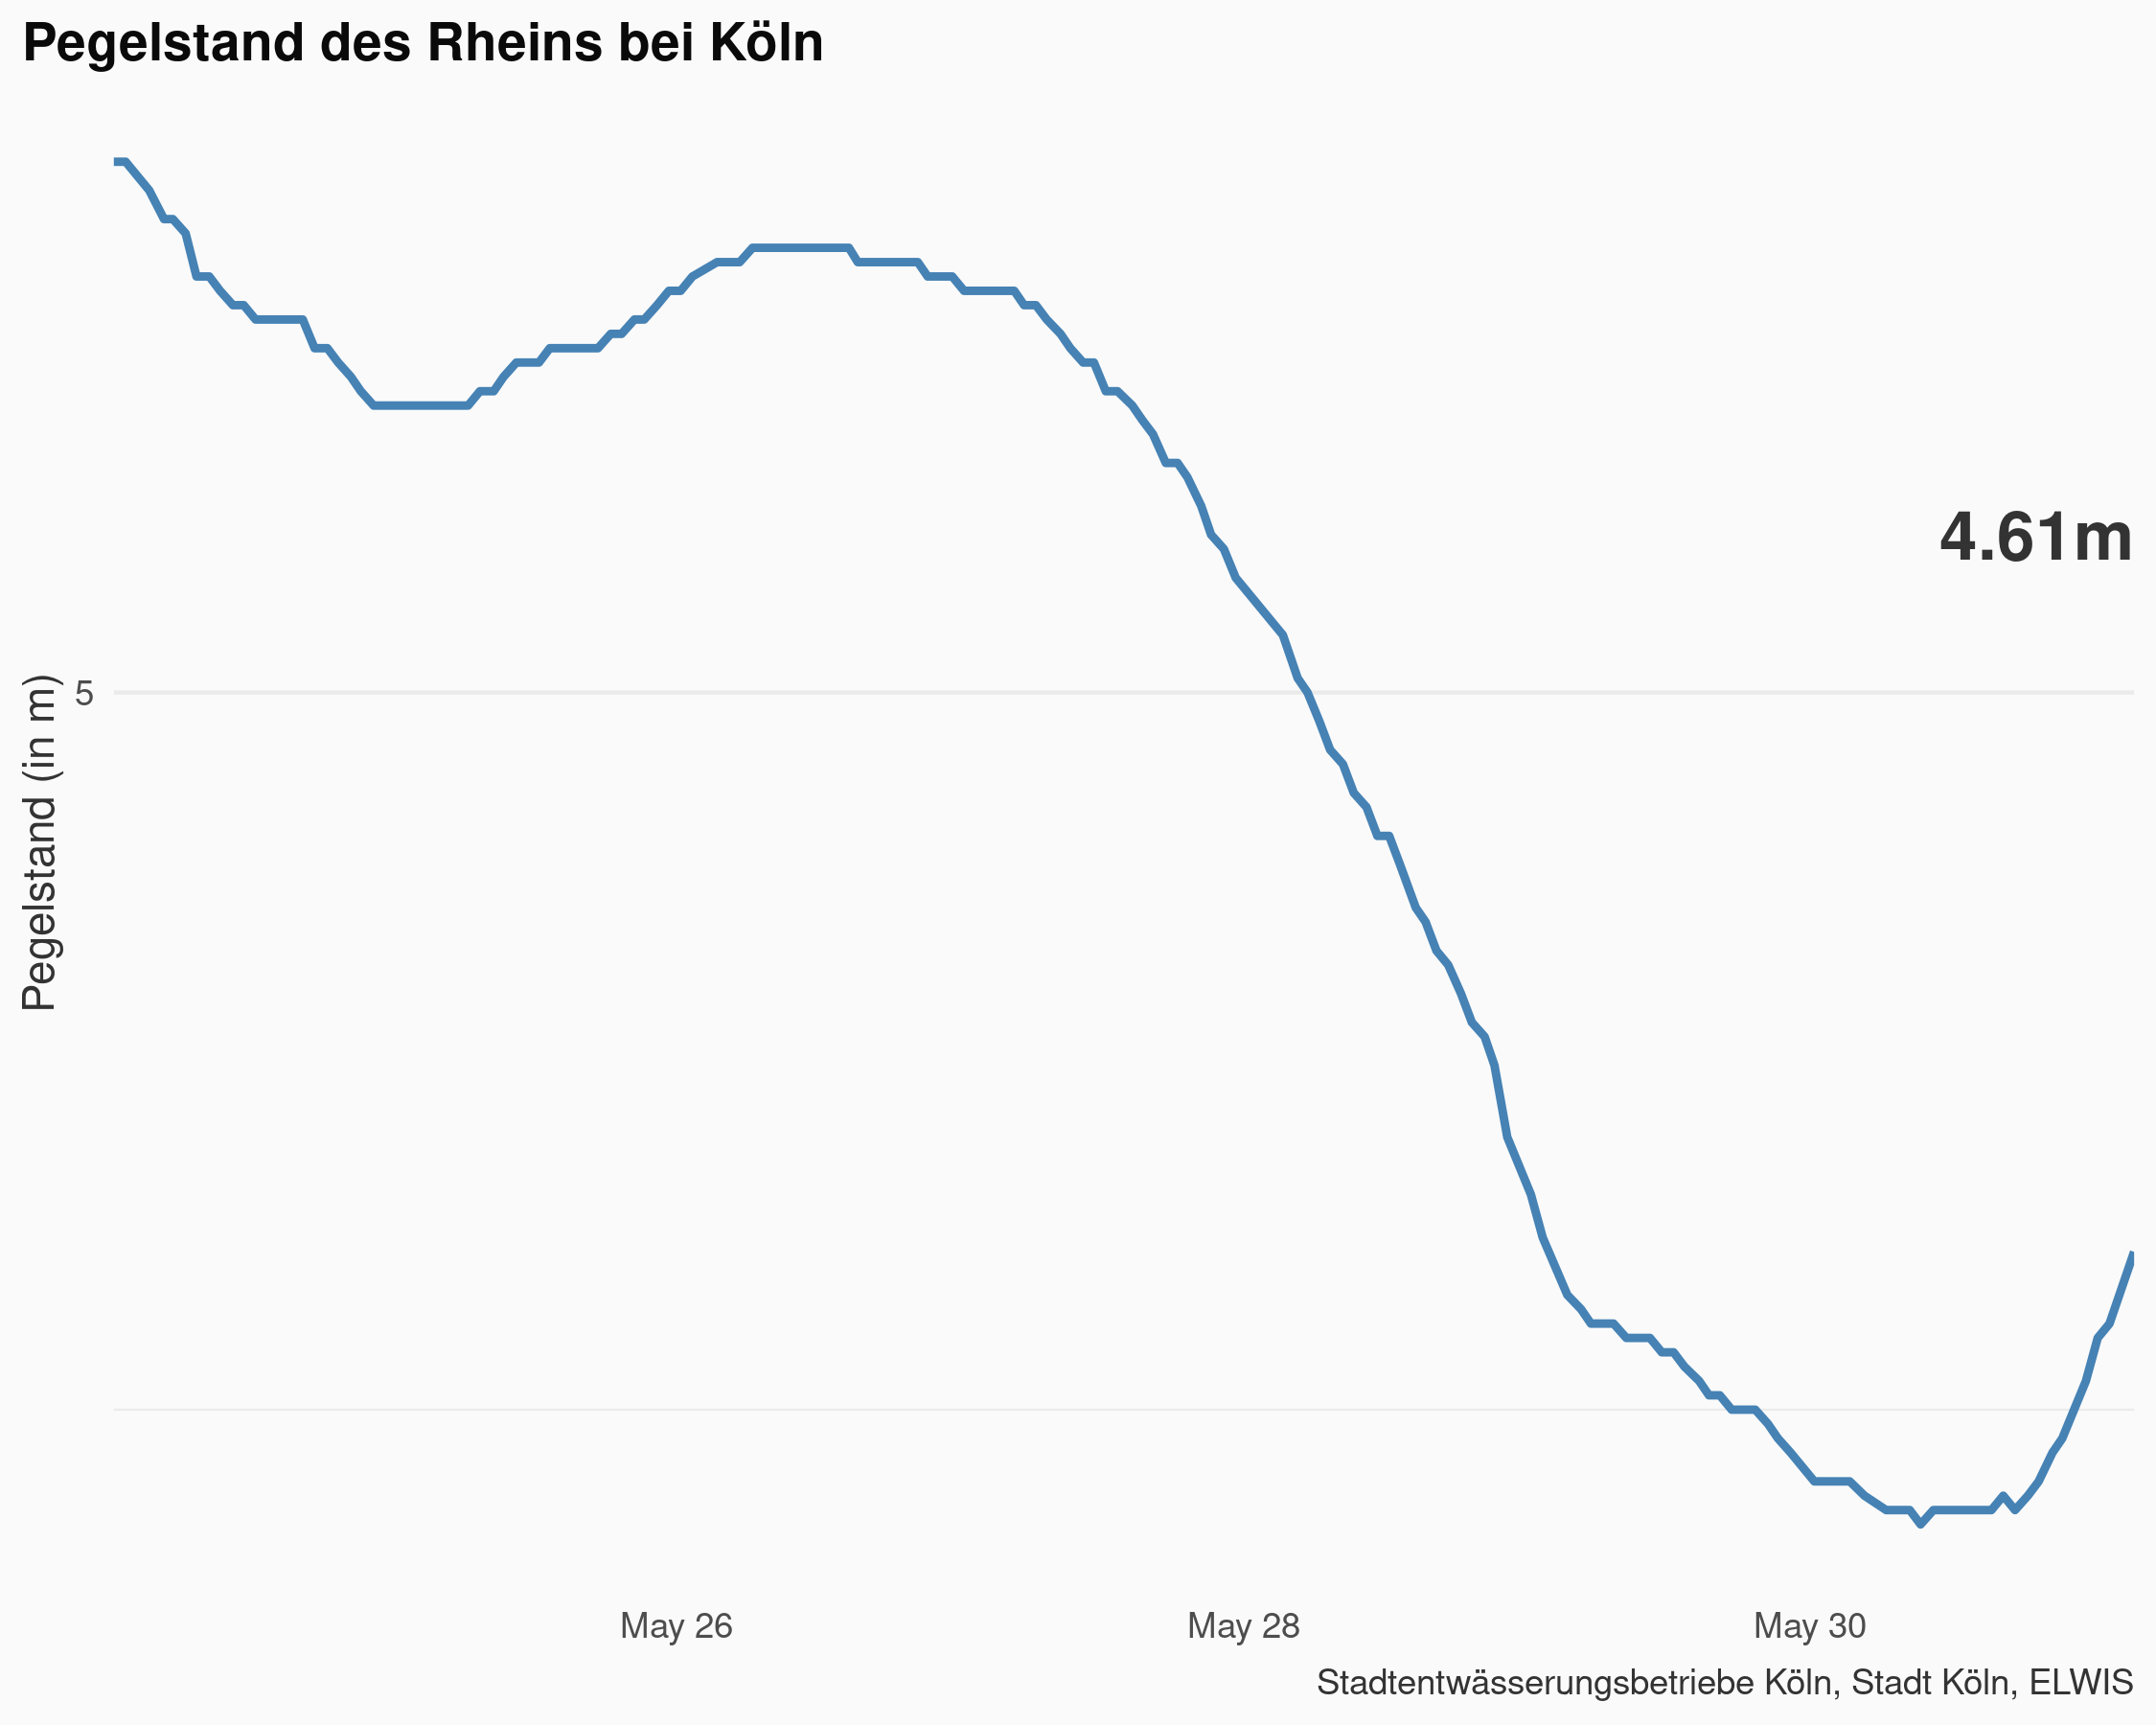 Pegelstand des Rheins bei Köln
4.61m
Pegelstand (in m)
5
May 26
May 28
May 30
Stadtentwässerungsbetriebe Köln, Stadt Köln, ELWIS